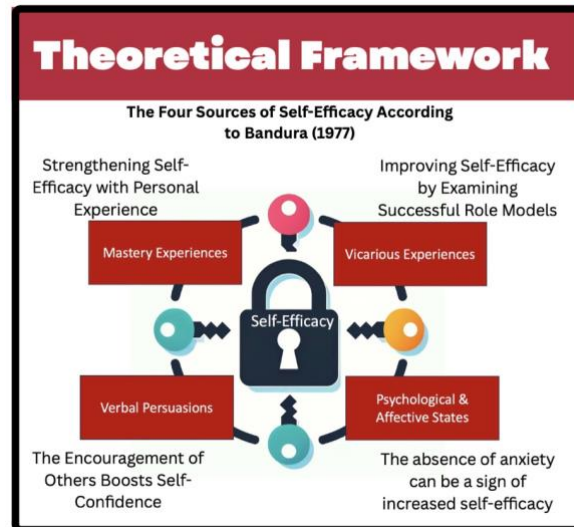 Theoretical Framework
The Four Sources of Self-Efficacy According
to Bandura (1977)
Strengthening Self-
Efficacy with Personal
Experience
Improving Self-Efficacy
by Examining
Successful Role Models
Mastery Experiences
Vicarious Experiences
Self-Efficacy
Verbal Persuasions
Psychological &
Affective States
The Encouragement of
Others Boosts Self-
Confidence
The absence of anxiety
can be a sign of
increased self-efficacy